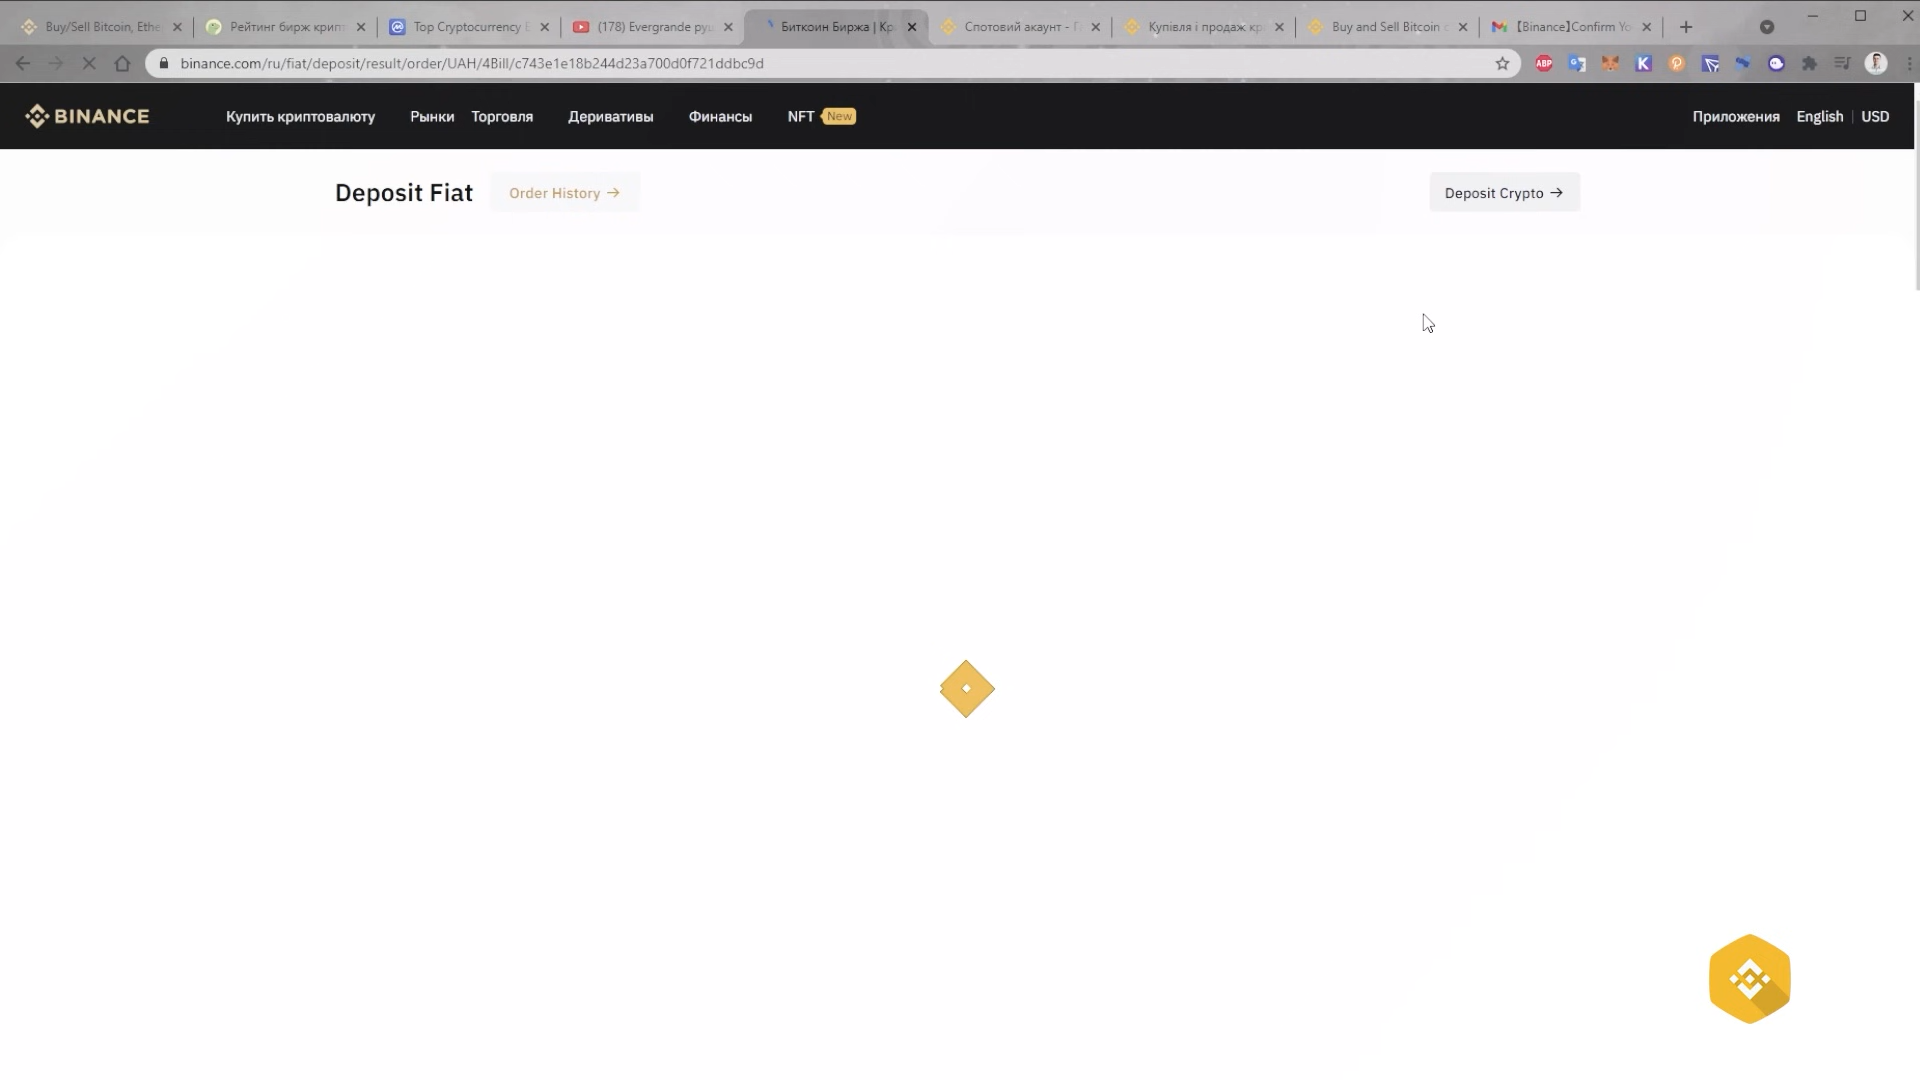 Buy/Sell Bitcoin, Ethe
Рейтинг бирж крипт
Top Cryptocurrency E
(178) Evergrande руш
Биткоин Биржа | Кр
Спотовий акаунт - Г
Купівля і продаж кр
Buy and Sell Bitcoin
【Binance】Confirm Yo
binance.com/ru/fiat/deposit/result/order/UAH/4Bill/c743e1e18b244d23a700d0f721ddbc9d
ABP
K
BINANCE
Купить криптовалюту
Рынки
Торговля
Деривативы
Финансы
NFT New
Приложения
English | USD
Deposit Fiat
Order History →
Deposit Crypto →